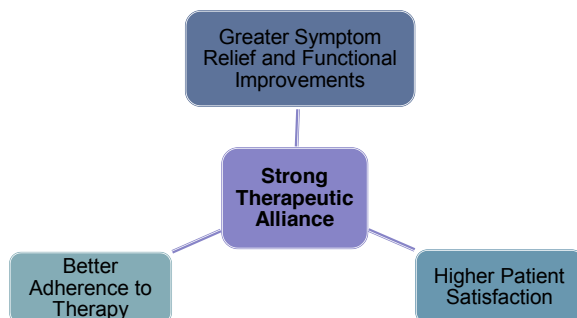 Greater Symptom
Relief and Functional
Improvements
Strong
Therapeutic
Alliance
Better
Adherence to
Therapy
Higher Patient
Satisfaction